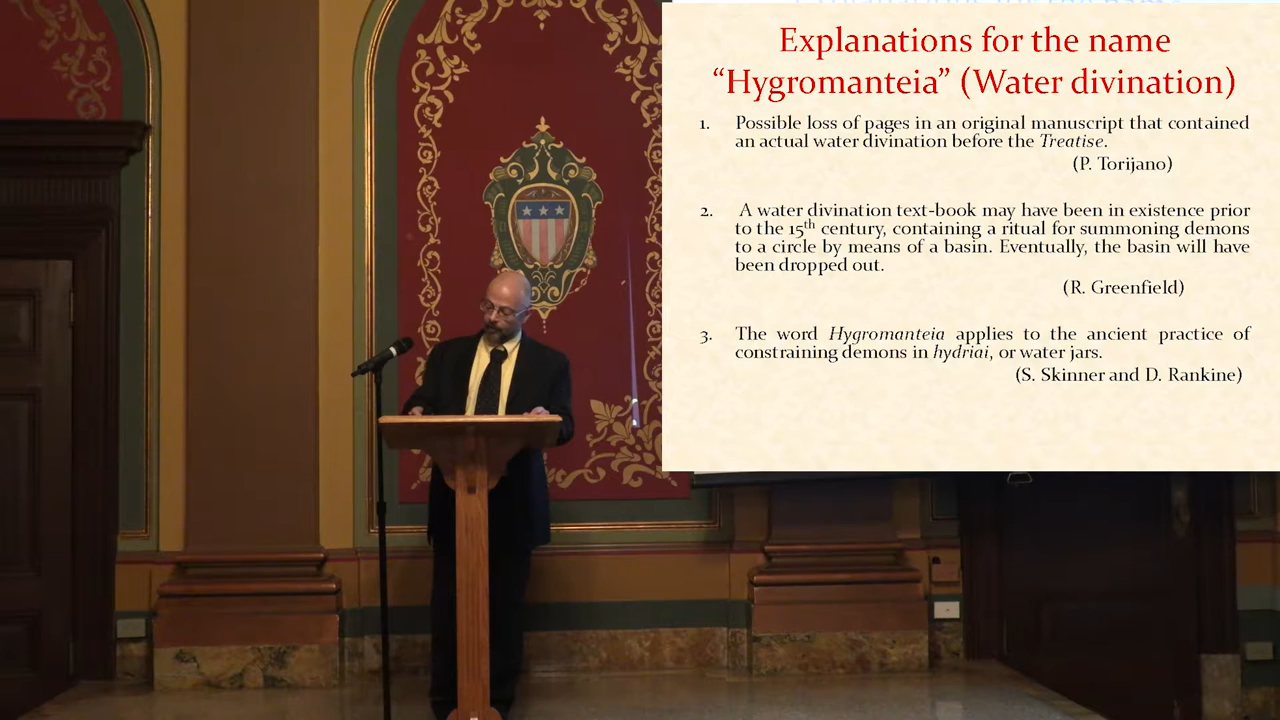 Explanations for the name
“Hygromanteia” (Water divination)
1. Possible loss of pages in an original manuscript that contained
an actual water divination before the Treatise.
(P. Torijano)
2. A water divination text-book may have been in existence prior
to the 15th century, containing a ritual for summoning demons
to a circle by means of a basin. Eventually, the basin will have
been dropped out.
(R. Greenfield)
3. The word Hygromanteia applies to the ancient practice of
constraining demons in hydriai, or water jars.
(S. Skinner and D. Rankine)